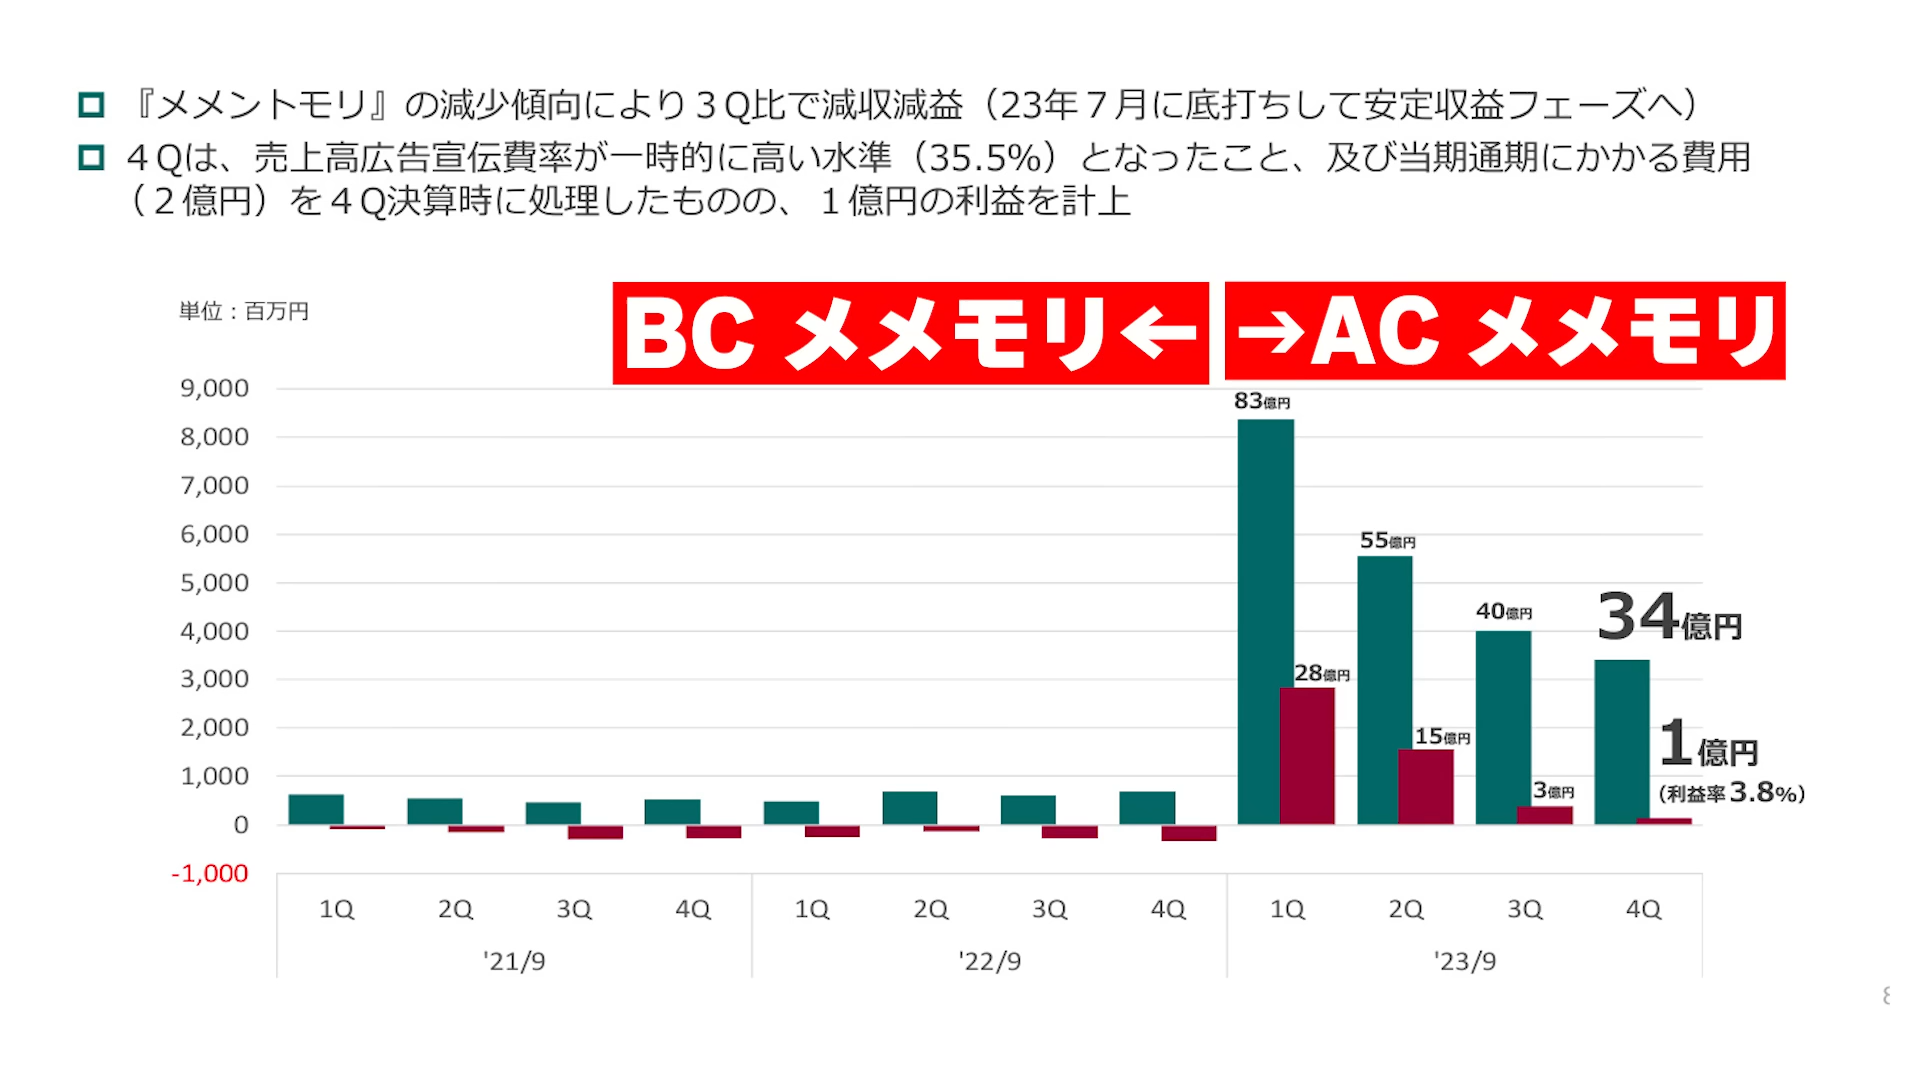 『メメントモリ』の減少傾向により３Q比で減収減益（23年７月に底打ちして安定収益フェーズへ）
４Qは、売上高広告宣伝費率が一時的に高い水準（35.5%）となったこと、及び当期通期にかかる費用
（２億円）を４Q決算時に処理したものの、１億円の利益を計上
単位：百万円
BC メメモリ←
→AC メメモリ
9,000
8,000
7,000
6,000
5,000
4,000
3,000
2,000
1,000
0
-1,000
83億円
28億円
55億円
15億円
40億円
3億円
34億円
1億円
（利益率3.8%）
1Q 2Q 3Q 4Q 1Q 2Q 3Q 4Q 1Q 2Q 3Q 4Q
'21/9 '22/9 '23/9
8